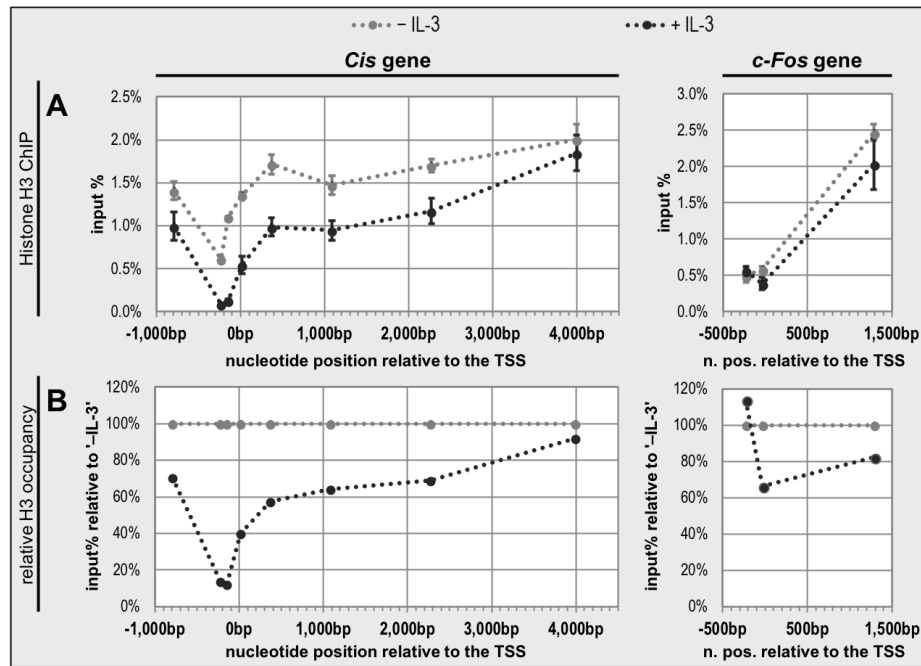 – IL-3
+ IL-3
Cis gene
c-Fos gene
A
Histone H3 ChIP
input %
2.5%
2.0%
1.5%
1.0%
0.5%
0.0%
-1,000bp 0bp 1,000bp 2,000bp 3,000bp 4,000bp
nucleotide position relative to the TSS
input %
3.0%
2.5%
2.0%
1.5%
1.0%
0.5%
0.0%
-500bp 500bp 1,500bp
n. pos. relative to the TSS
B
relative H3 occupancy
input% relative to '–IL-3'
120%
100%
80%
60%
40%
20%
0%
-1,000bp 0bp 1,000bp 2,000bp 3,000bp 4,000bp
nucleotide position relative to the TSS
input% relative to '–IL-3'
120%
100%
80%
60%
40%
20%
0%
-500bp 500bp 1,500bp
n. pos. relative to the TSS